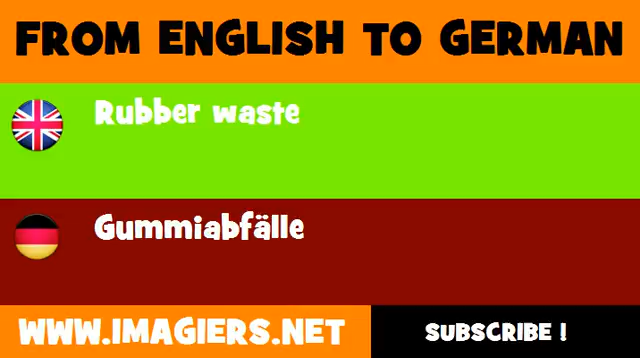 FROM ENGLISH TO GERMAN
Rubber waste
Gummiabfälle
WWW.IMAGIERS.NET
SUBSCRIBE !